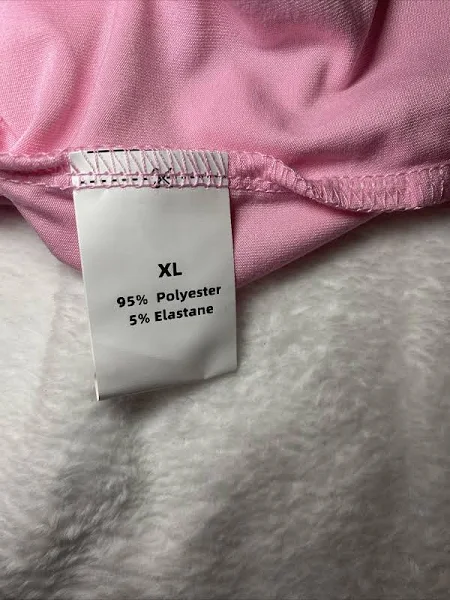 XL
95% Polyester
5% Elastane